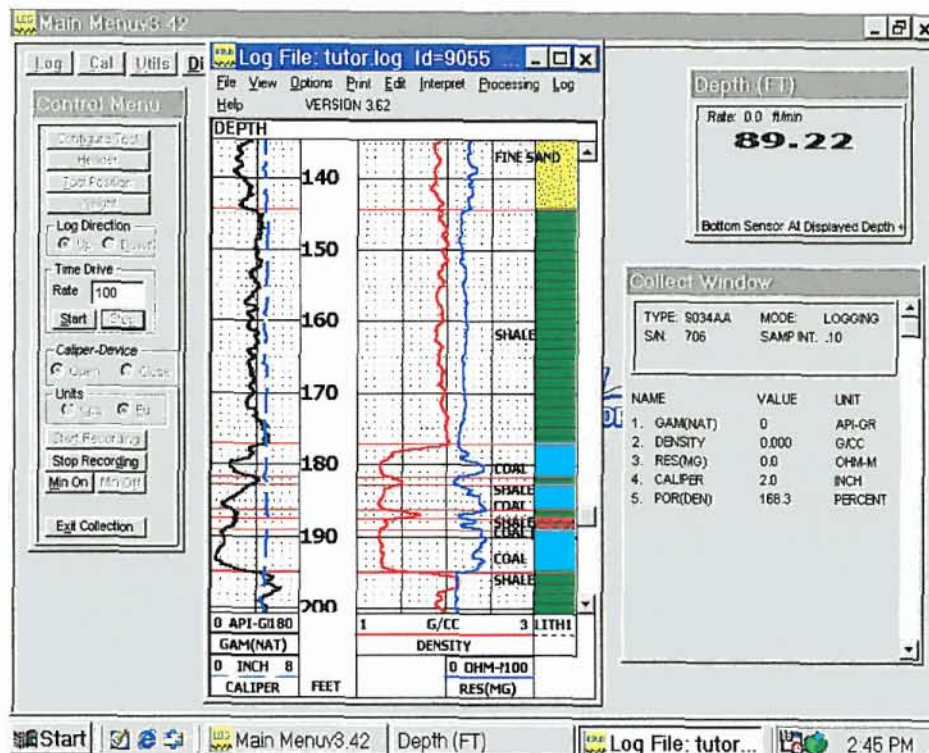 Main Menuv3.42
Log Cal Utils Di
Control Menu
Configure Tool
Header
Tool Position
Log Direction
Up Down
Time Drive
Rate 100
Start Stop
Caliper-Device
Open Close
Units
Cps Eu
Start Recording
Stop Recording
Min On Min Off
Exit Collection
Log File: tutor.log Id=9055
File View Options Print Edit Interpret Processing Log
Help VERSION 3.62
DEPTH
FINE SAND
140
150
160
SHALE
170
180
COAL
SHALE
COAL
SHALE
190
COAL
COAL
SHALE
200
0 API-G 180
1 G/CC 3 LITH1
GAM(NAT)
DENSITY
0 INCH 8
0 OHM-M 100
CALIPER FEET RES(MG)
Depth (FT)
Rate: 0.0 ft/min
89.22
Bottom Sensor At Displayed Depth +
Collect Window
TYPE: 9034AA MODE: LOGGING
S/N: 706 SAMP INT. .10
NAME VALUE UNIT
1. GAM(NAT) 0 API-GR
2. DENSITY 0.000 G/CC
3. RES(MG) 0.0 OHM-M
4. CALIPER 2.0 INCH
5. POR(DEN) 168.3 PERCENT
Start Main Menuv3.42 Depth (FT) Log File: tutor... 2:45 PM